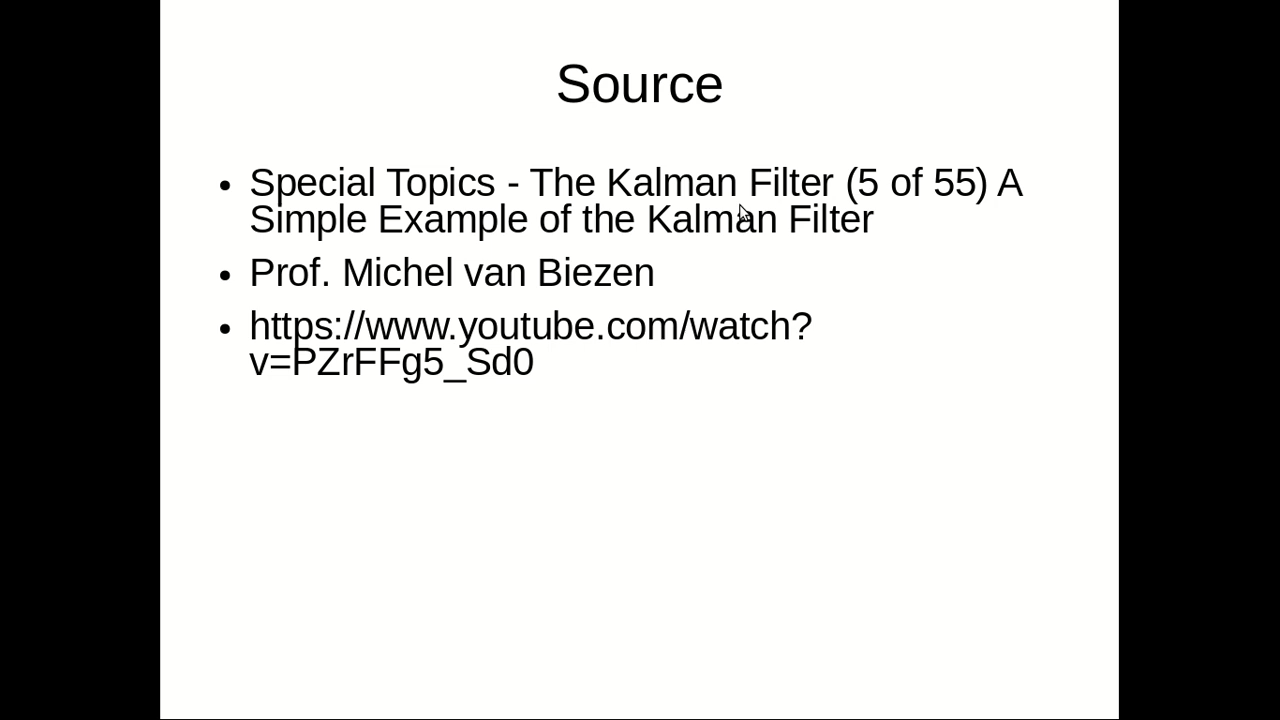 Source
• Special Topics - The Kalman Filter (5 of 55) A
Simple Example of the Kalman Filter
• Prof. Michel van Biezen
• https://www.youtube.com/watch?
v=PZrFFg5_Sd0